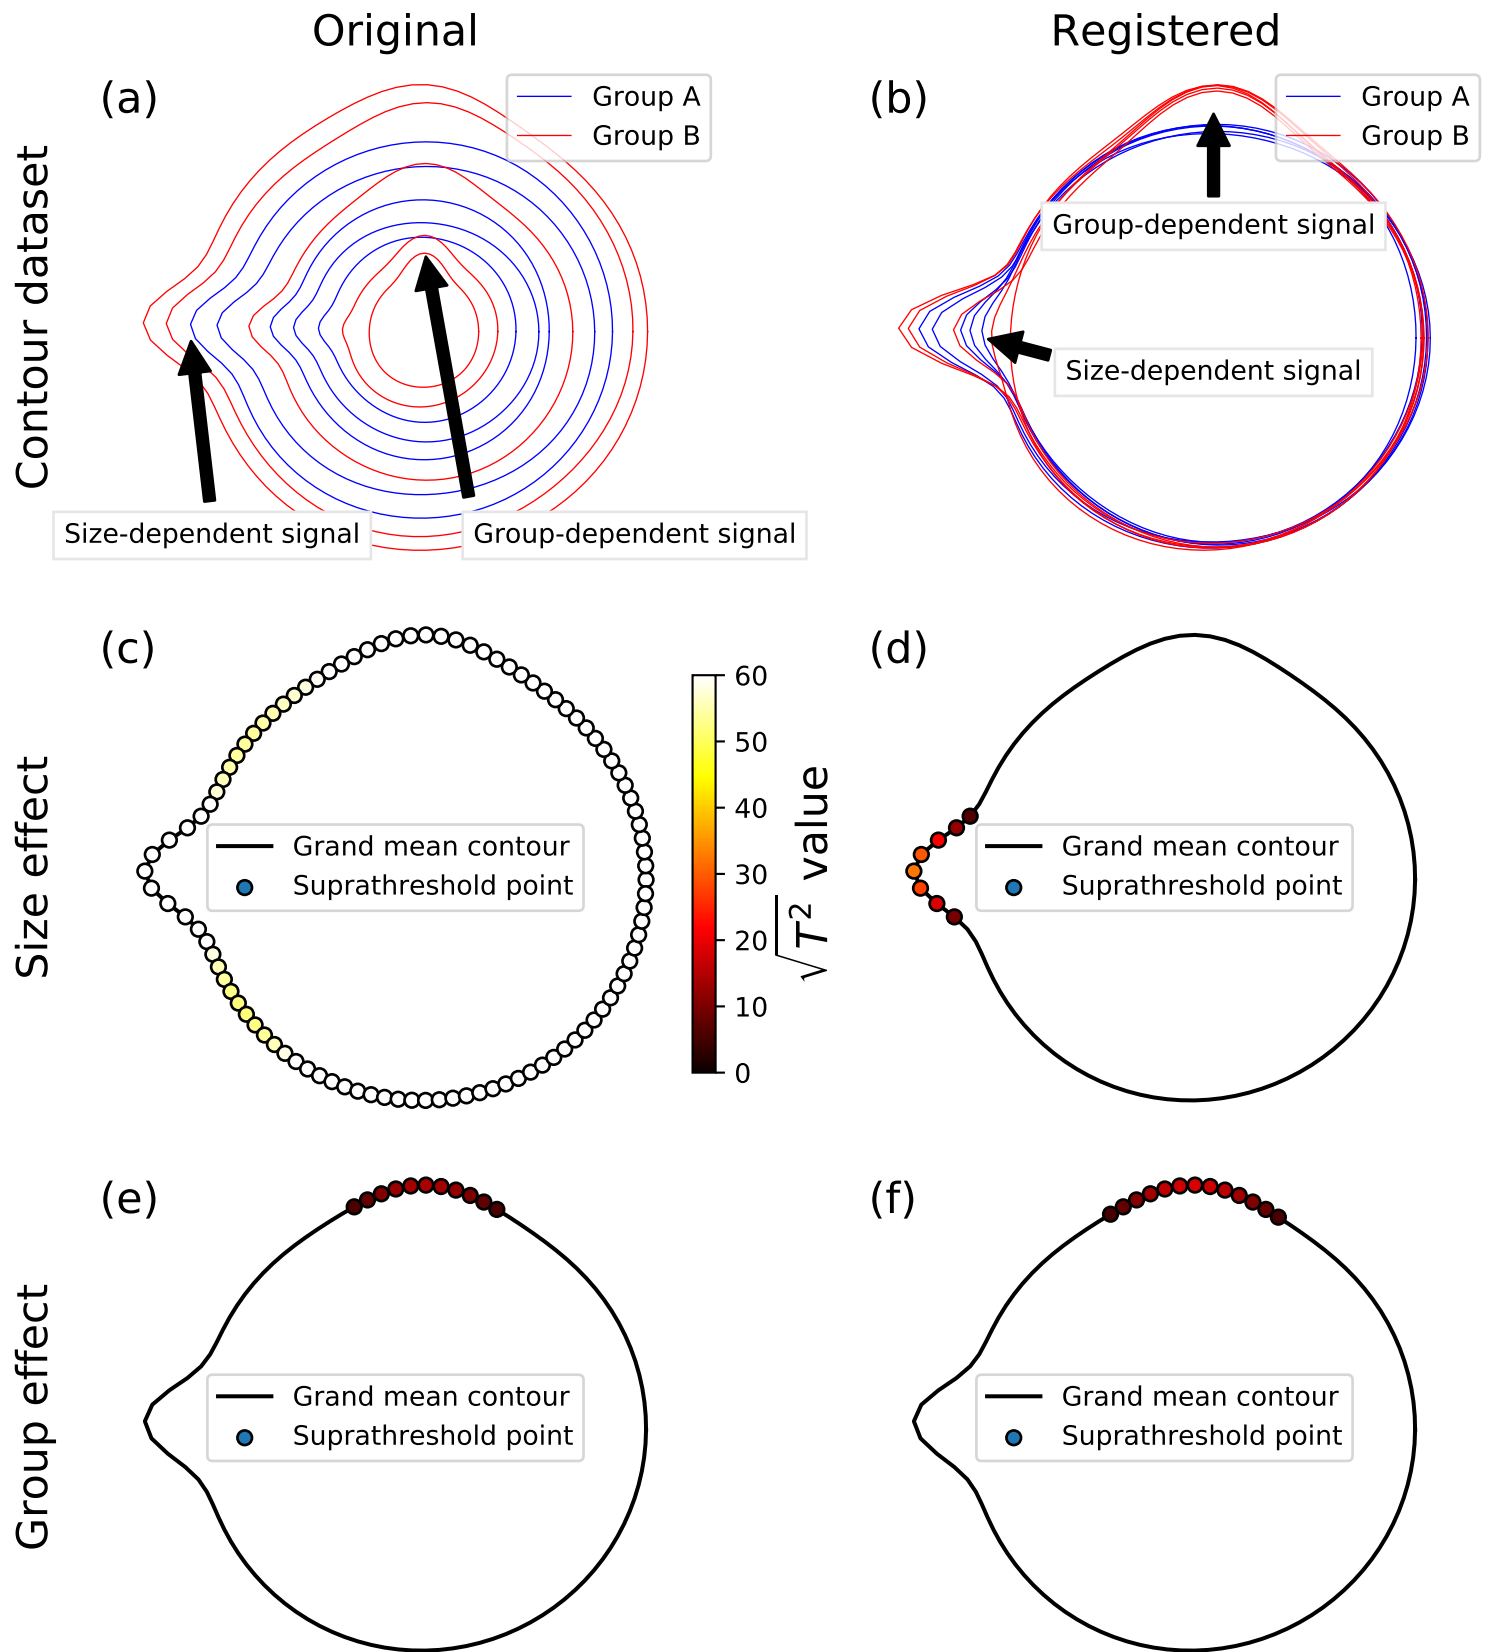 Original
Registered
Contour dataset
(a)
Group A
Group B
Size-dependent signal
Group-dependent signal
(b)
Group A
Group B
Group-dependent signal
Size-dependent signal
Size effect
(c)
Grand mean contour
Suprathreshold point
60
50
40
30
20
10
0
√T² value
(d)
Grand mean contour
Suprathreshold point
Group effect
(e)
Grand mean contour
Suprathreshold point
(f)
Grand mean contour
Suprathreshold point